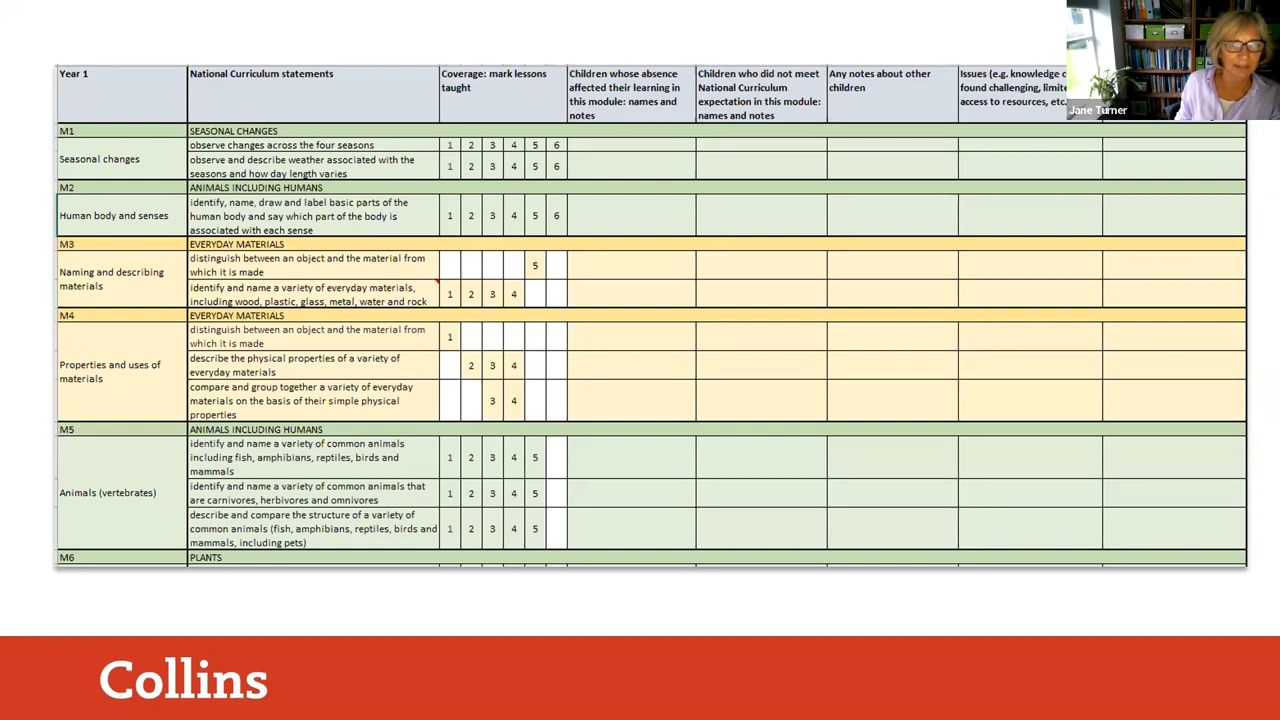 Year 1
National Curriculum statements
Coverage: mark lessons
taught
Children whose absence
affected their learning in
this module: names and
notes
Children who did not meet
National Curriculum
expectation in this module:
names and notes
Any notes about other
children
Issues (e.g. knowledge
found challenging,
access to resources, etc.
Jane Turner
M1
SEASONAL CHANGES
Seasonal changes
observe changes across the four seasons
1 2 3 4 5 6
observe and describe weather associated with the
seasons and how day length varies
1 2 3 4 5 6
M2
ANIMALS INCLUDING HUMANS
Human body and senses
identify, name, draw and label basic parts of the
human body and say which part of the body is
associated with each sense
1 2 3 4 5 6
M3
EVERYDAY MATERIALS
Naming and describing
materials
distinguish between an object and the material from
which it is made
5
identify and name a variety of everyday materials,
including wood, plastic, glass, metal, water and rock
1 2 3 4
M4
EVERYDAY MATERIALS
Properties and uses of
materials
distinguish between an object and the material from
which it is made
1
describe the physical properties of a variety of
everyday materials
2 3 4
compare and group together a variety of everyday
materials on the basis of their simple physical
properties
3 4
M5
ANIMALS INCLUDING HUMANS
Animals (vertebrates)
identify and name a variety of common animals
including fish, amphibians, reptiles, birds and
mammals
1 2 3 4 5
identify and name a variety of common animals that
are carnivores, herbivores and omnivores
1 2 3 4 5
describe and compare the structure of a variety of
common animals (fish, amphibians, reptiles, birds and
mammals, including pets)
1 2 3 4 5
M6
PLANTS
Collins